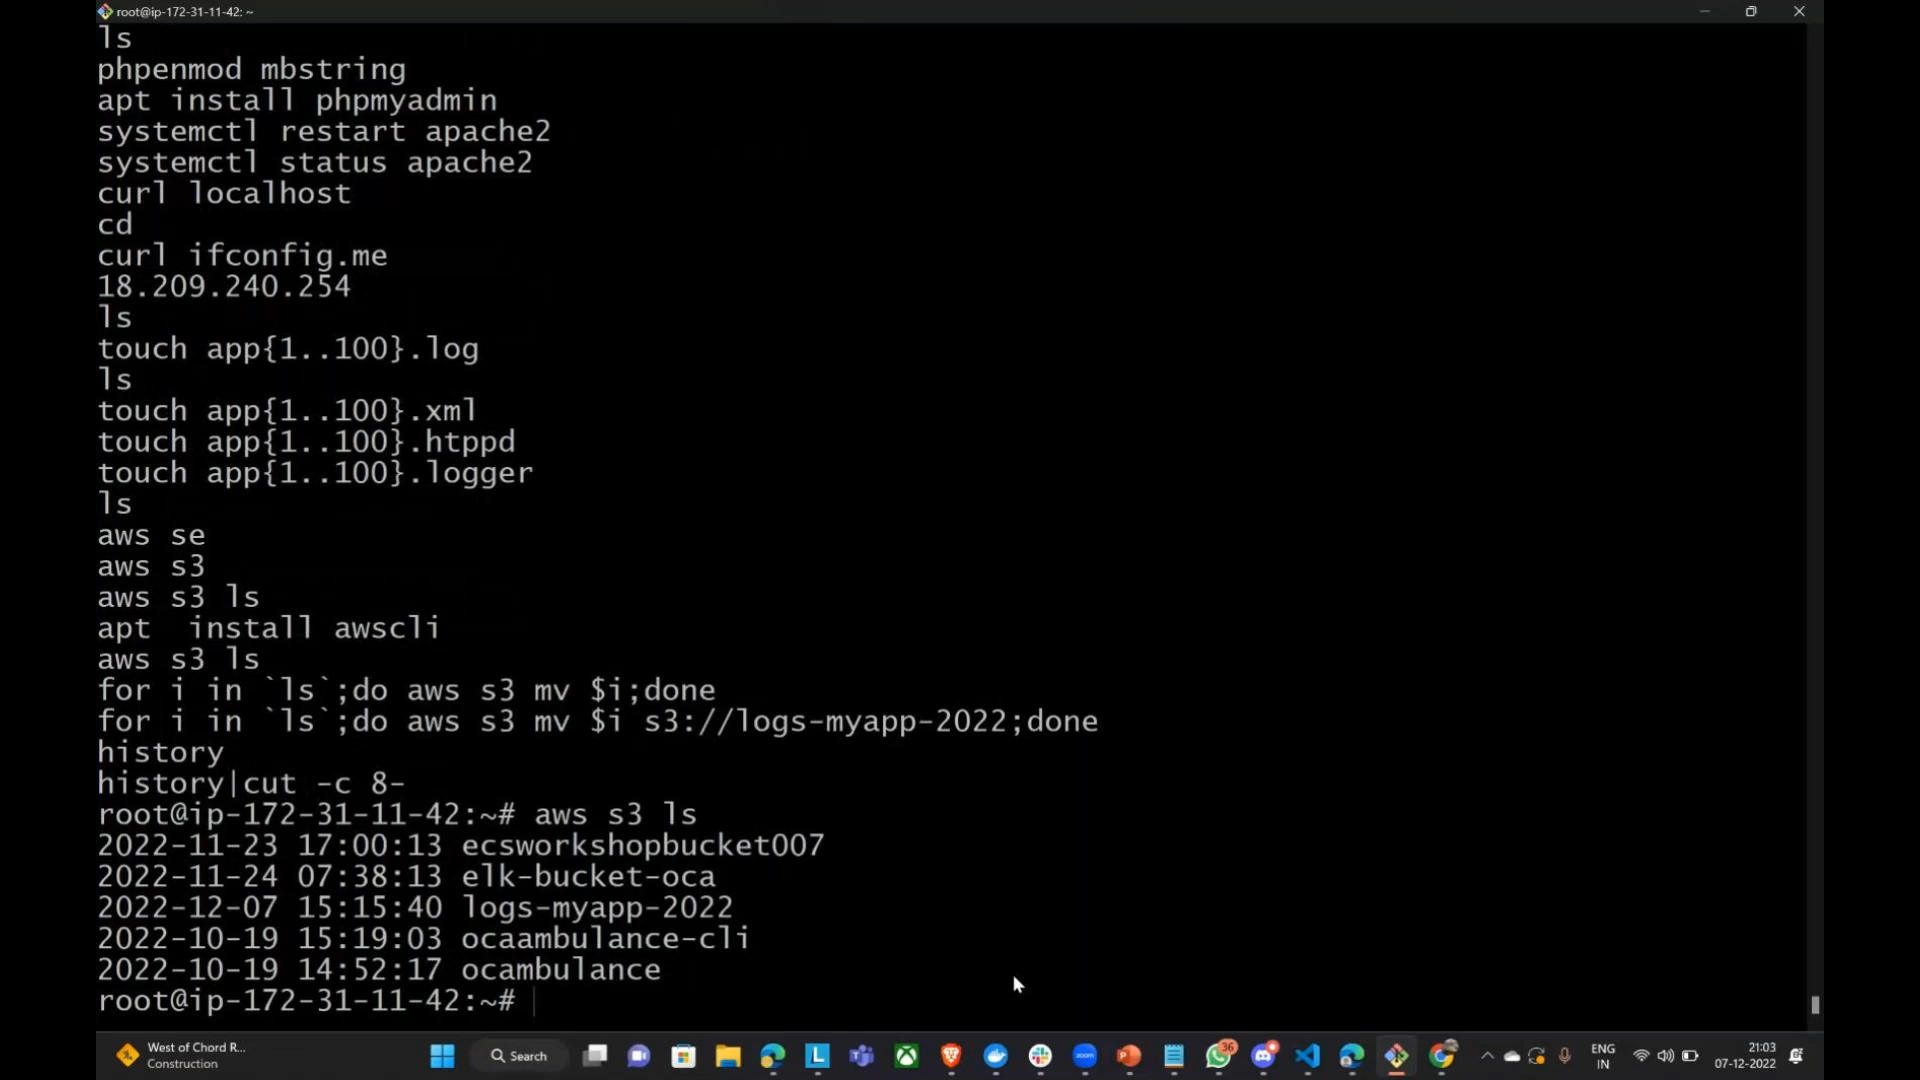 root@ip-172-31-11-42: ~
ls
phpenmod mbstring
apt install phpmyadmin
systemctl restart apache2
systemctl status apache2
curl localhost
cd
curl ifconfig.me
18.209.240.254
ls
touch app{1..100}.log
ls
touch app{1..100}.xml
touch app{1..100}.htppd
touch app{1..100}.logger
ls
aws se
aws s3
aws s3 ls
apt  install awscli
aws s3 ls
for i in `ls`;do aws s3 mv $i;done
for i in `ls`;do aws s3 mv $i s3://logs-myapp-2022;done
history
history|cut -c 8-
root@ip-172-31-11-42:~# aws s3 ls
2022-11-23 17:00:13 ecsworkshopbucket007
2022-11-24 07:38:13 elk-bucket-oca
2022-12-07 15:15:40 logs-myapp-2022
2022-10-19 15:19:03 ocaambulance-cli
2022-10-19 14:52:17 ocambulance
root@ip-172-31-11-42:~#
West of Chord R...
Construction
Search
L
zoom
36
ENG
IN
21:03
07-12-2022